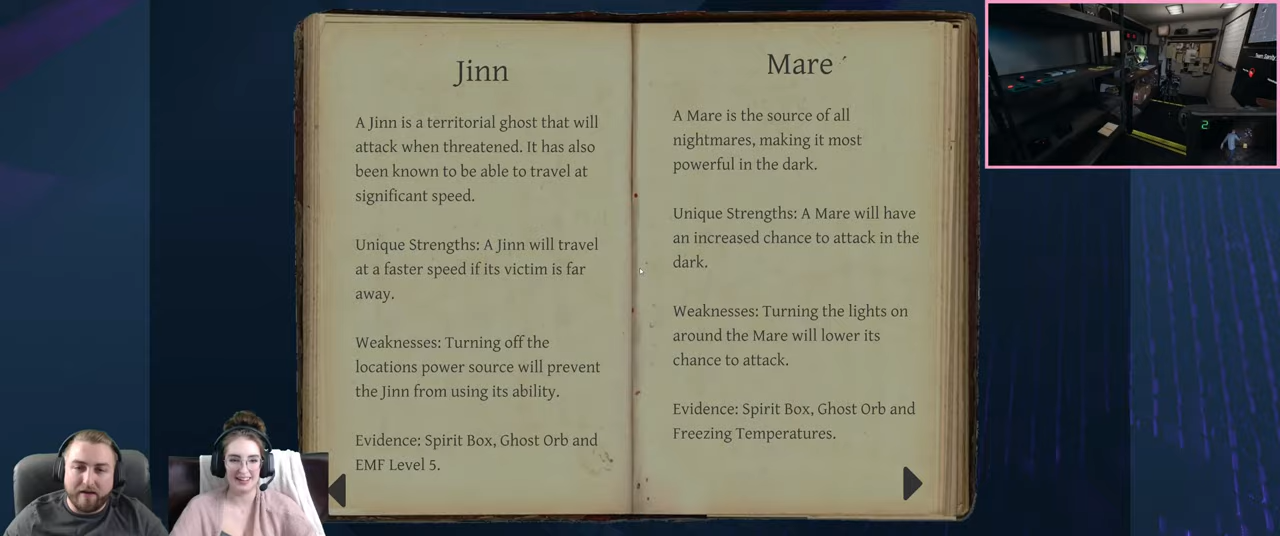 Jinn
A Jinn is a territorial ghost that will
attack when threatened. It has also
been known to be able to travel at
significant speed.
Unique Strengths: A Jinn will travel
at a faster speed if its victim is far
away.
Weaknesses: Turning off the
locations power source will prevent
the Jinn from using its ability.
Evidence: Spirit Box, Ghost Orb and
EMF Level 5.
Mare
A Mare is the source of all
nightmares, making it most
powerful in the dark.
Unique Strengths: A Mare will have
an increased chance to attack in the
dark.
Weaknesses: Turning the lights on
around the Mare will lower its
chance to attack.
Evidence: Spirit Box, Ghost Orb and
Freezing Temperatures.
2